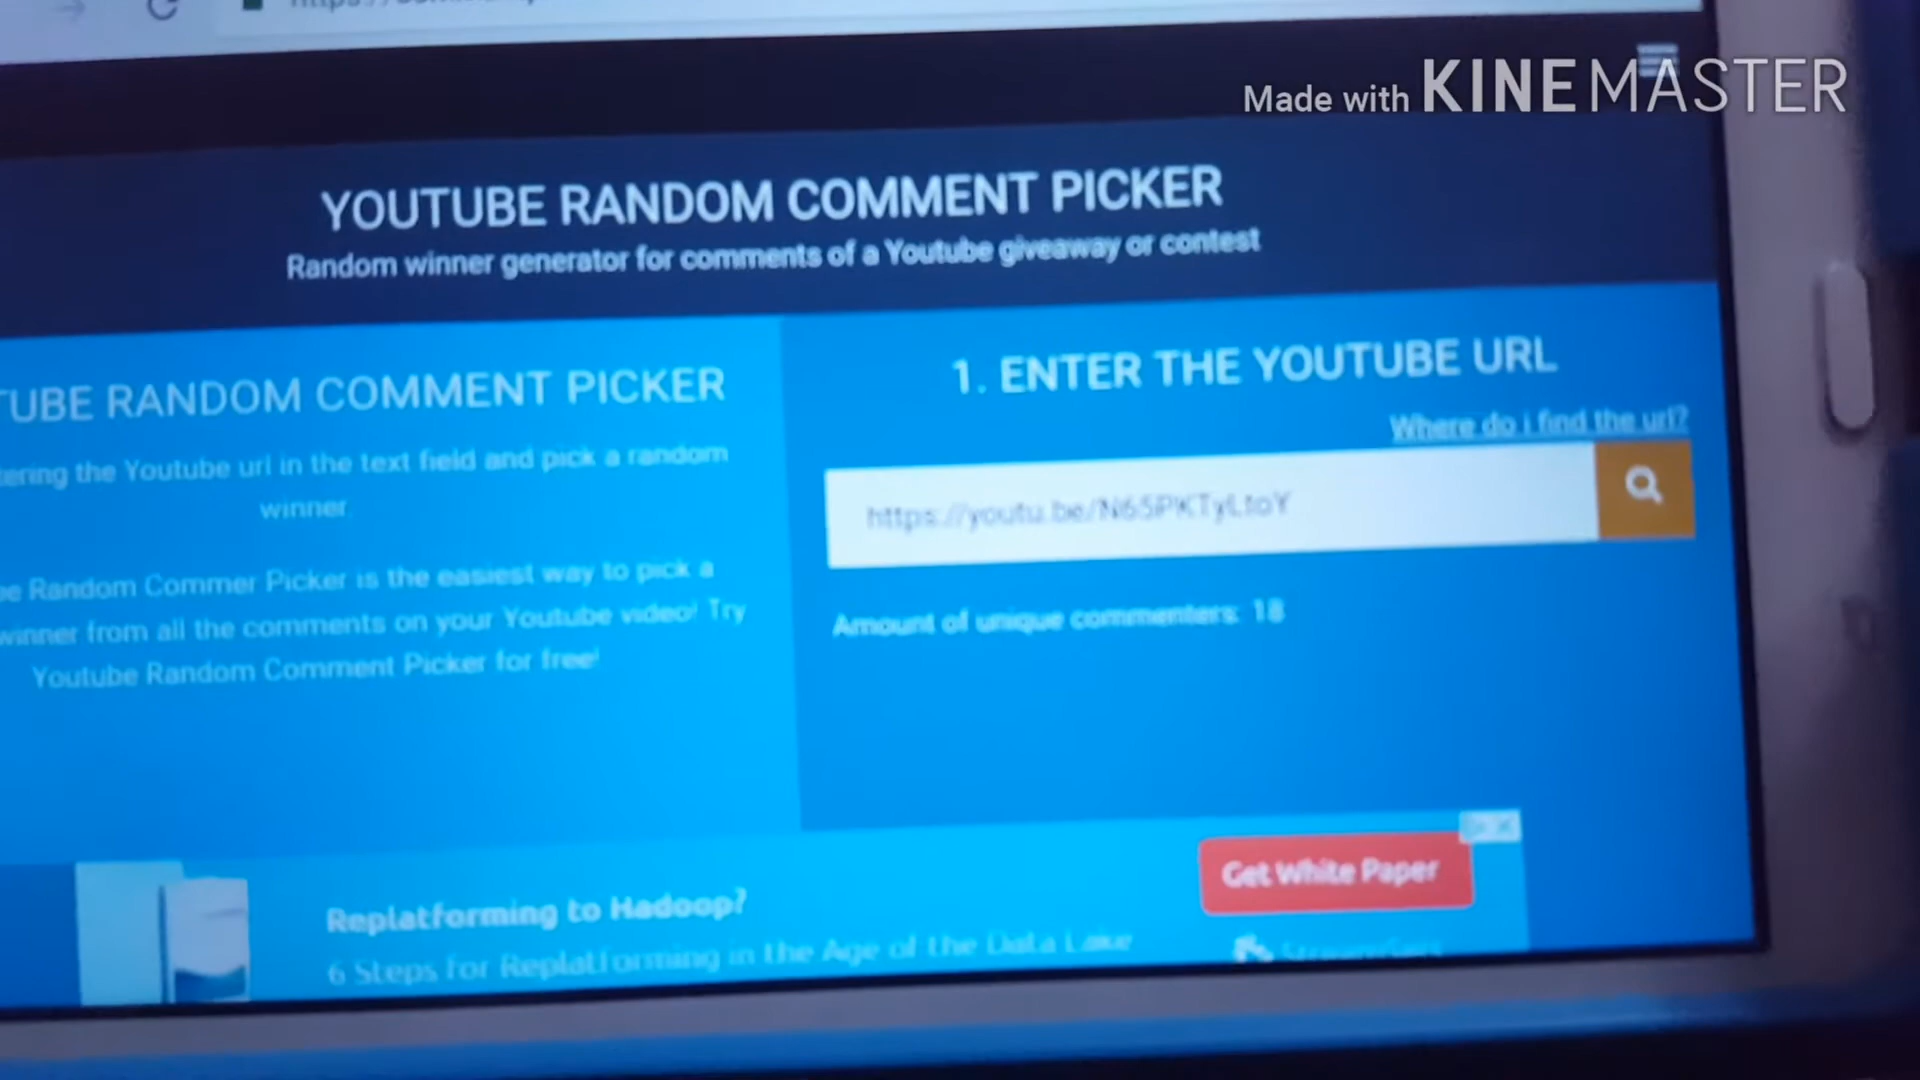 Made with KINEMASTER
YOUTUBE RANDOM COMMENT PICKER
Random winner generator for comments of a Youtube giveaway or contest
TUBE RANDOM COMMENT PICKER
tering the Youtube url in the text field and pick a random
winner.
be Random Commer Picker is the easiest way to pick a
winner from all the comments on your Youtube video! Try
Youtube Random Comment Picker for free!
1. ENTER THE YOUTUBE URL
Where do i find the url?
https://youtu.be/N65PKTyLtoY
Amount of unique commenters: 18
Replatforming to Hadoop?
6 Steps for Replatforming in the Age of the Data Lake
Get White Paper